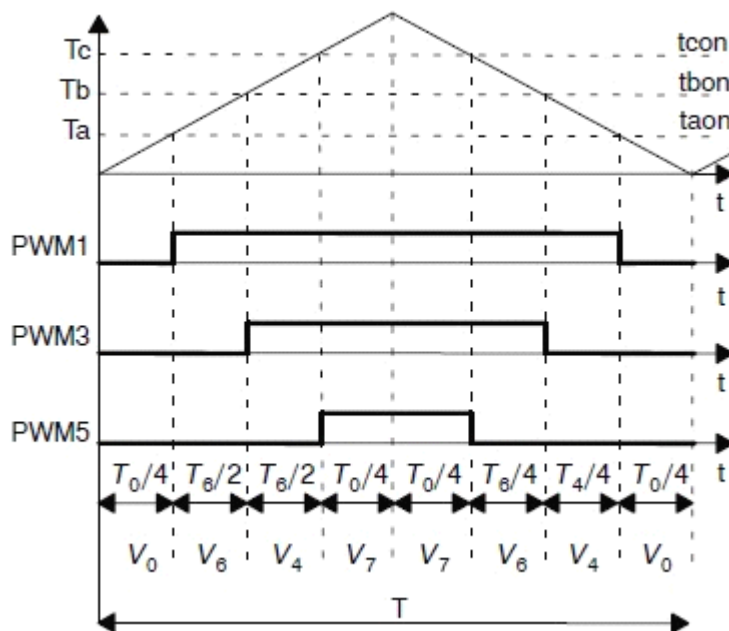 Tc tcon
Tb tbon
Ta taon
t
PWM1
t
PWM3
t
PWM5
t
T₀/4 T₆/2 T₆/2 T₀/4 T₀/4 T₆/4 T₄/4 T₀/4
V₀ V₆ V₄ V₇ V₇ V₆ V₄ V₀
T